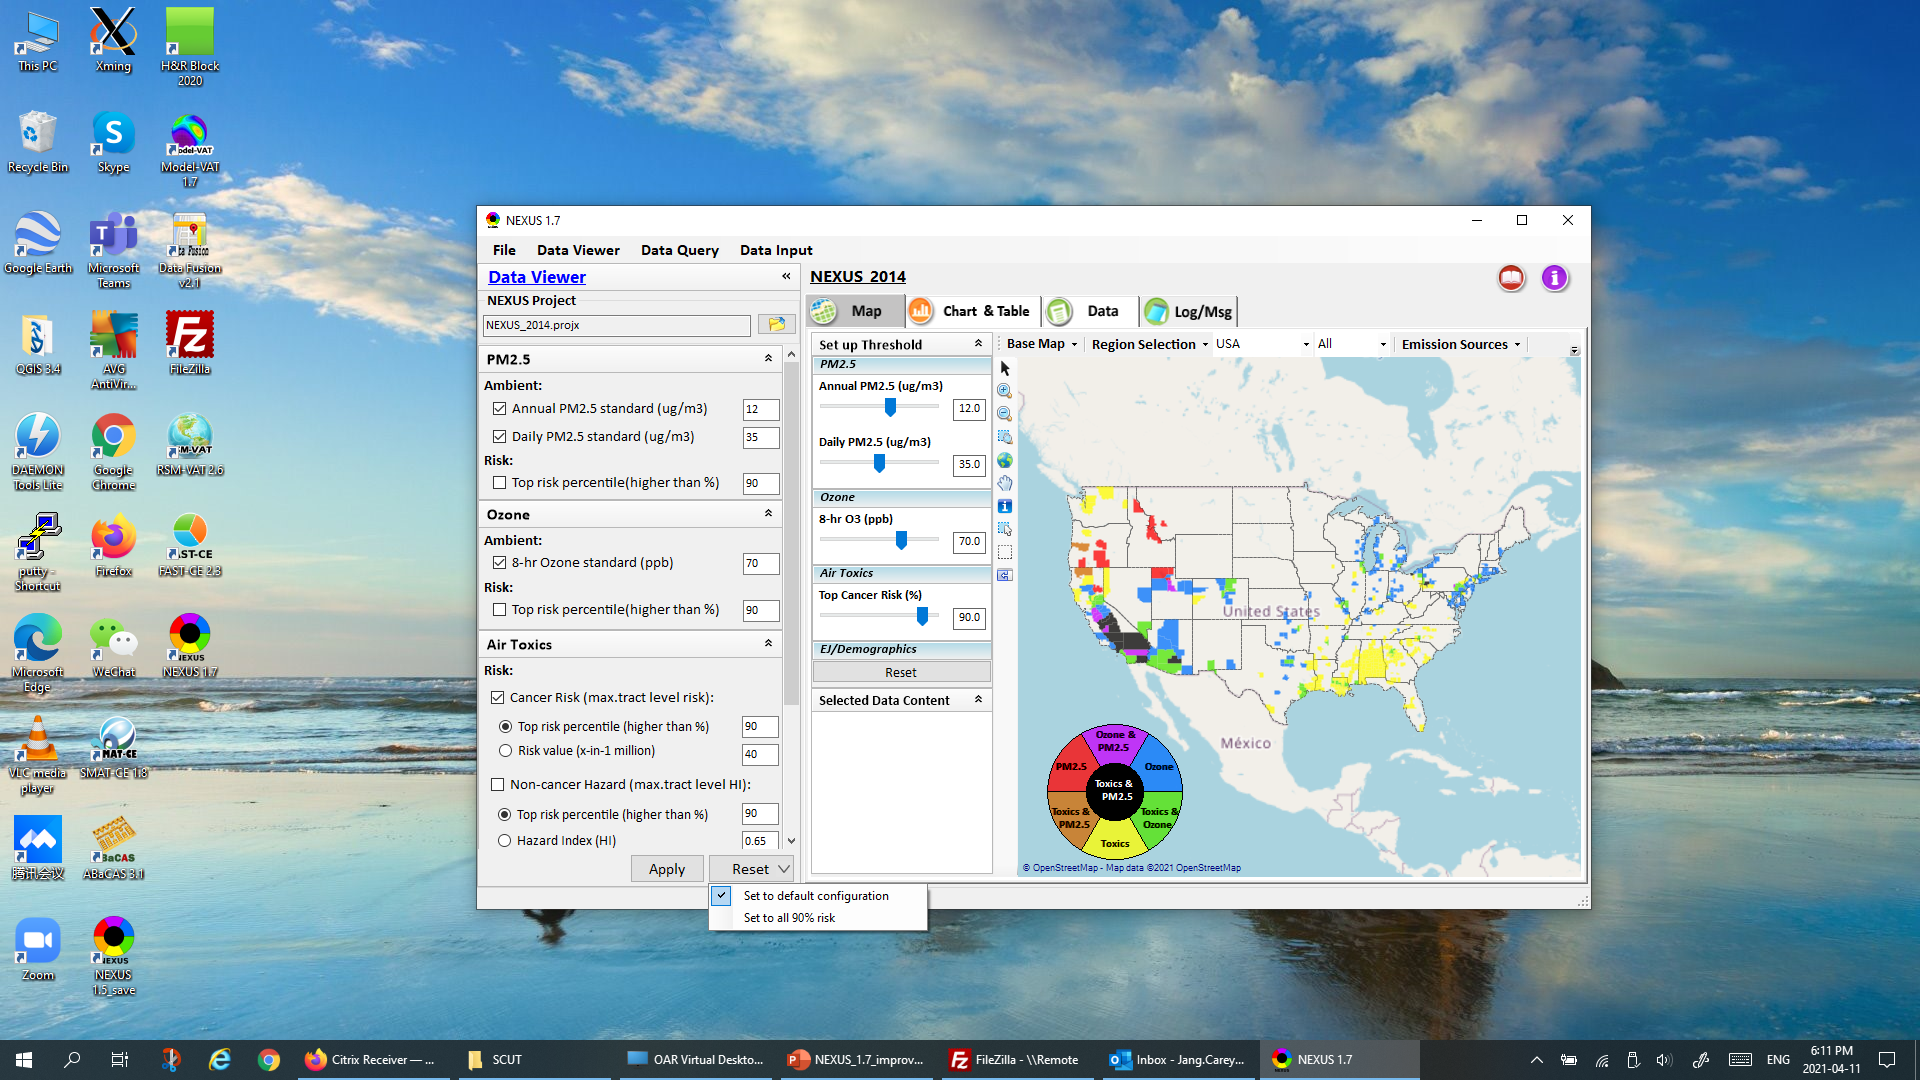 This PC
Xming
H&R Block
2020
Recycle Bin
Skype
Model-VAT
1.7
Google Earth
Microsoft
Teams
Data Fusion
v2.1
QGIS 3.4
AVG
AntiVir...
FileZilla
DAEMON
Tools Lite
Google
Chrome
RSM-VAT 2.6
putty -
Shortcut
Firefox
FAST-CE 2.3
Microsoft
Edge
WeChat
NEXUS 1.7
VLC media
player
SMAT-CE 1.8
腾讯会议
ABaCAS 3.1
Zoom
NEXUS
1.5_save
NEXUS 1.7
File
Data Viewer
Data Query
Data Input
Data Viewer
«
NEXUS Project
NEXUS_2014.projx
PM2.5
Ambient:
Annual PM2.5 standard (ug/m3)
12
Daily PM2.5 standard (ug/m3)
35
Risk:
Top risk percentile(higher than %)
90
Ozone
Ambient:
8-hr Ozone standard (ppb)
70
Risk:
Top risk percentile(higher than %)
90
Air Toxics
Risk:
Cancer Risk (max.tract level risk):
Top risk percentile (higher than %)
90
Risk value (x-in-1 million)
40
Non-cancer Hazard (max.tract level HI):
Top risk percentile (higher than %)
90
Hazard Index (HI)
0.65
Apply
Reset
Set to default configuration
Set to all 90% risk
NEXUS_2014
Map
Chart & Table
Data
Log/Msg
Set up Threshold
PM2.5
Annual PM2.5 (ug/m3)
12.0
Daily PM2.5 (ug/m3)
35.0
Ozone
8-hr O3 (ppb)
70.0
Air Toxics
Top Cancer Risk (%)
90.0
EJ/Demographics
Reset
Selected Data Content
Base Map
Region Selection
USA
All
Emission Sources
United States
México
Ozone &
PM2.5
PM2.5
Ozone
Toxics &
PM2.5
Toxics &
PM2.5
Toxics &
Ozone
Toxics
© OpenStreetMap - Map data ©2021 OpenStreetMap
Citrix Receiver — ...
SCUT
OAR Virtual Deskto...
NEXUS_1.7_improv...
FileZilla - \\Remote
Inbox - Jang.Carey...
NEXUS 1.7
ENG
6:11 PM
2021-04-11